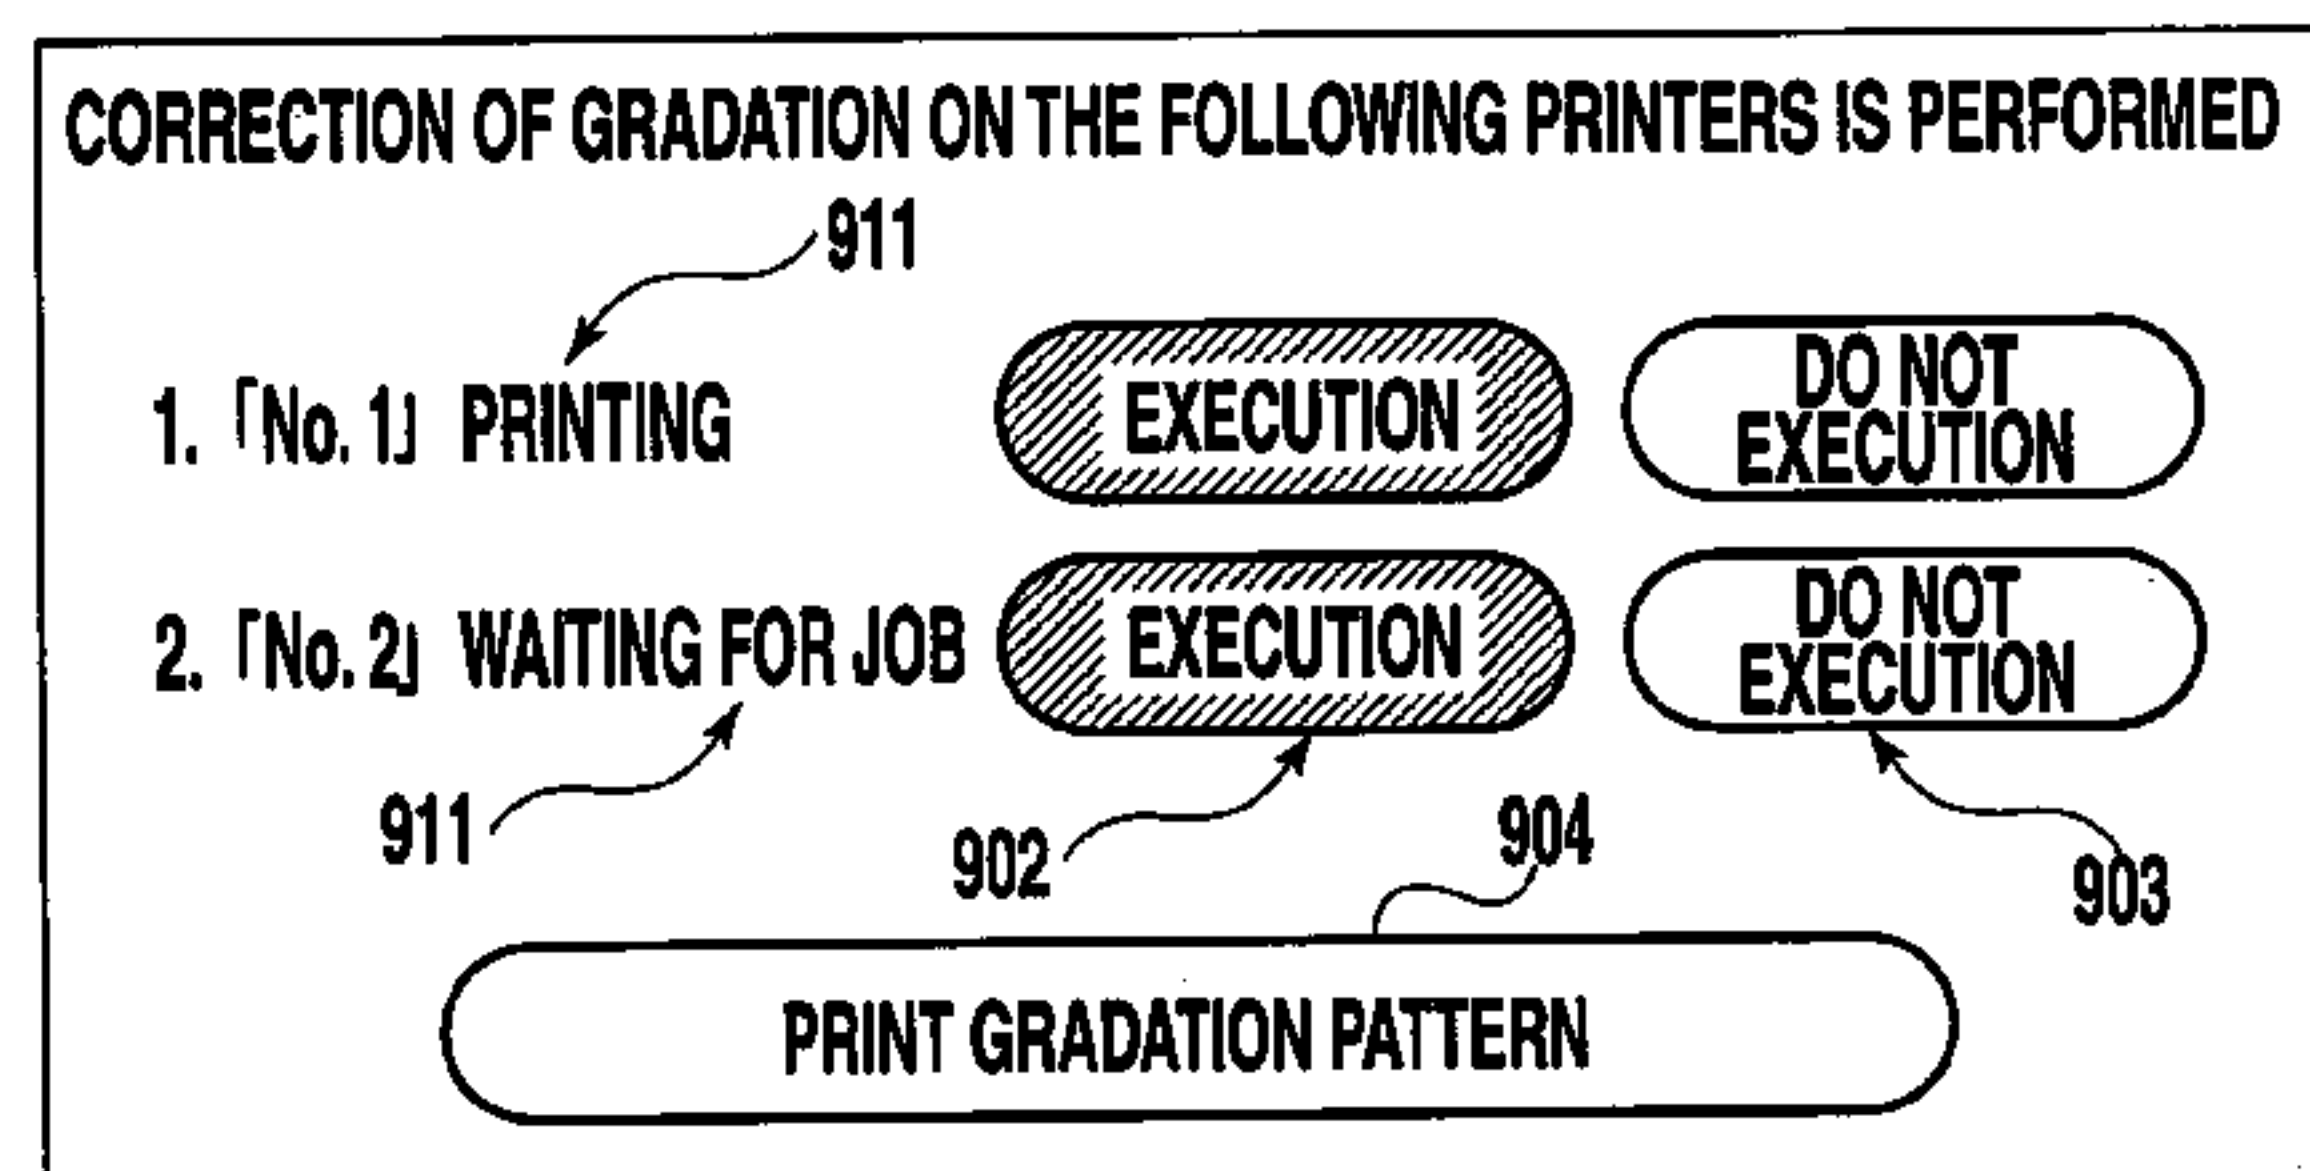 CORRECTION OF GRADATION ON THE FOLLOWING PRINTERS IS PERFORMED
911
1. 「No. 1」 PRINTING
EXECUTION
DO NOT
EXECUTION
2. 「No. 2」 WAITING FOR JOB
EXECUTION
DO NOT
EXECUTION
911
902
904
903
PRINT GRADATION PATTERN